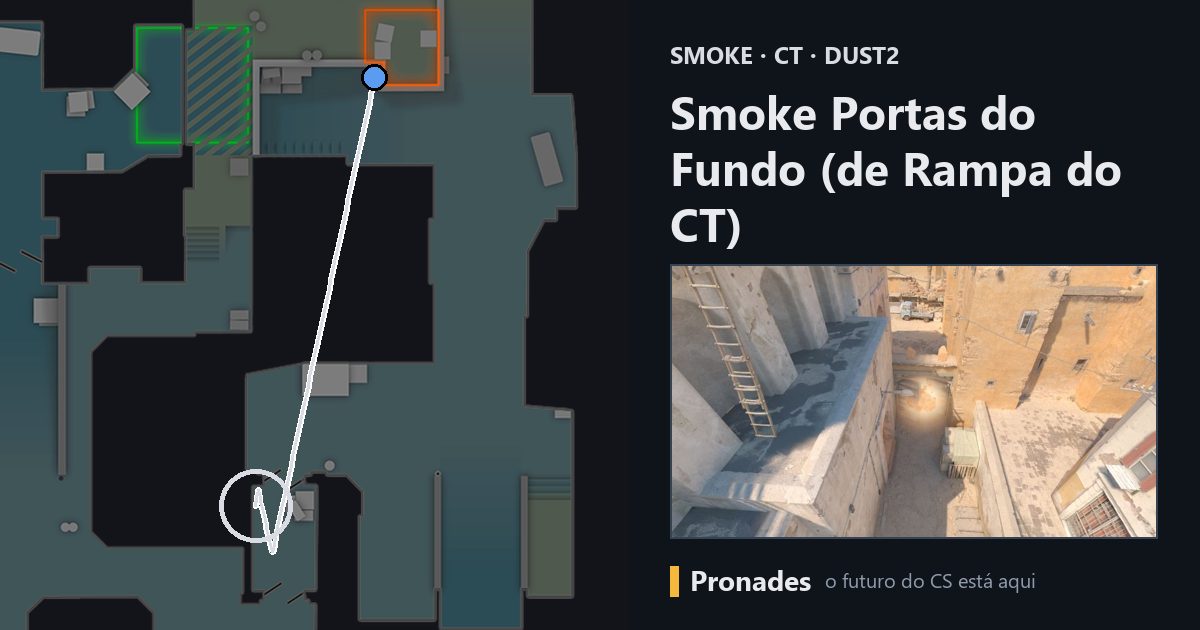 SMOKE · CT · DUST2
Smoke Portas do
Fundo (de Rampa do
CT)
Pronades o futuro do CS está aqui